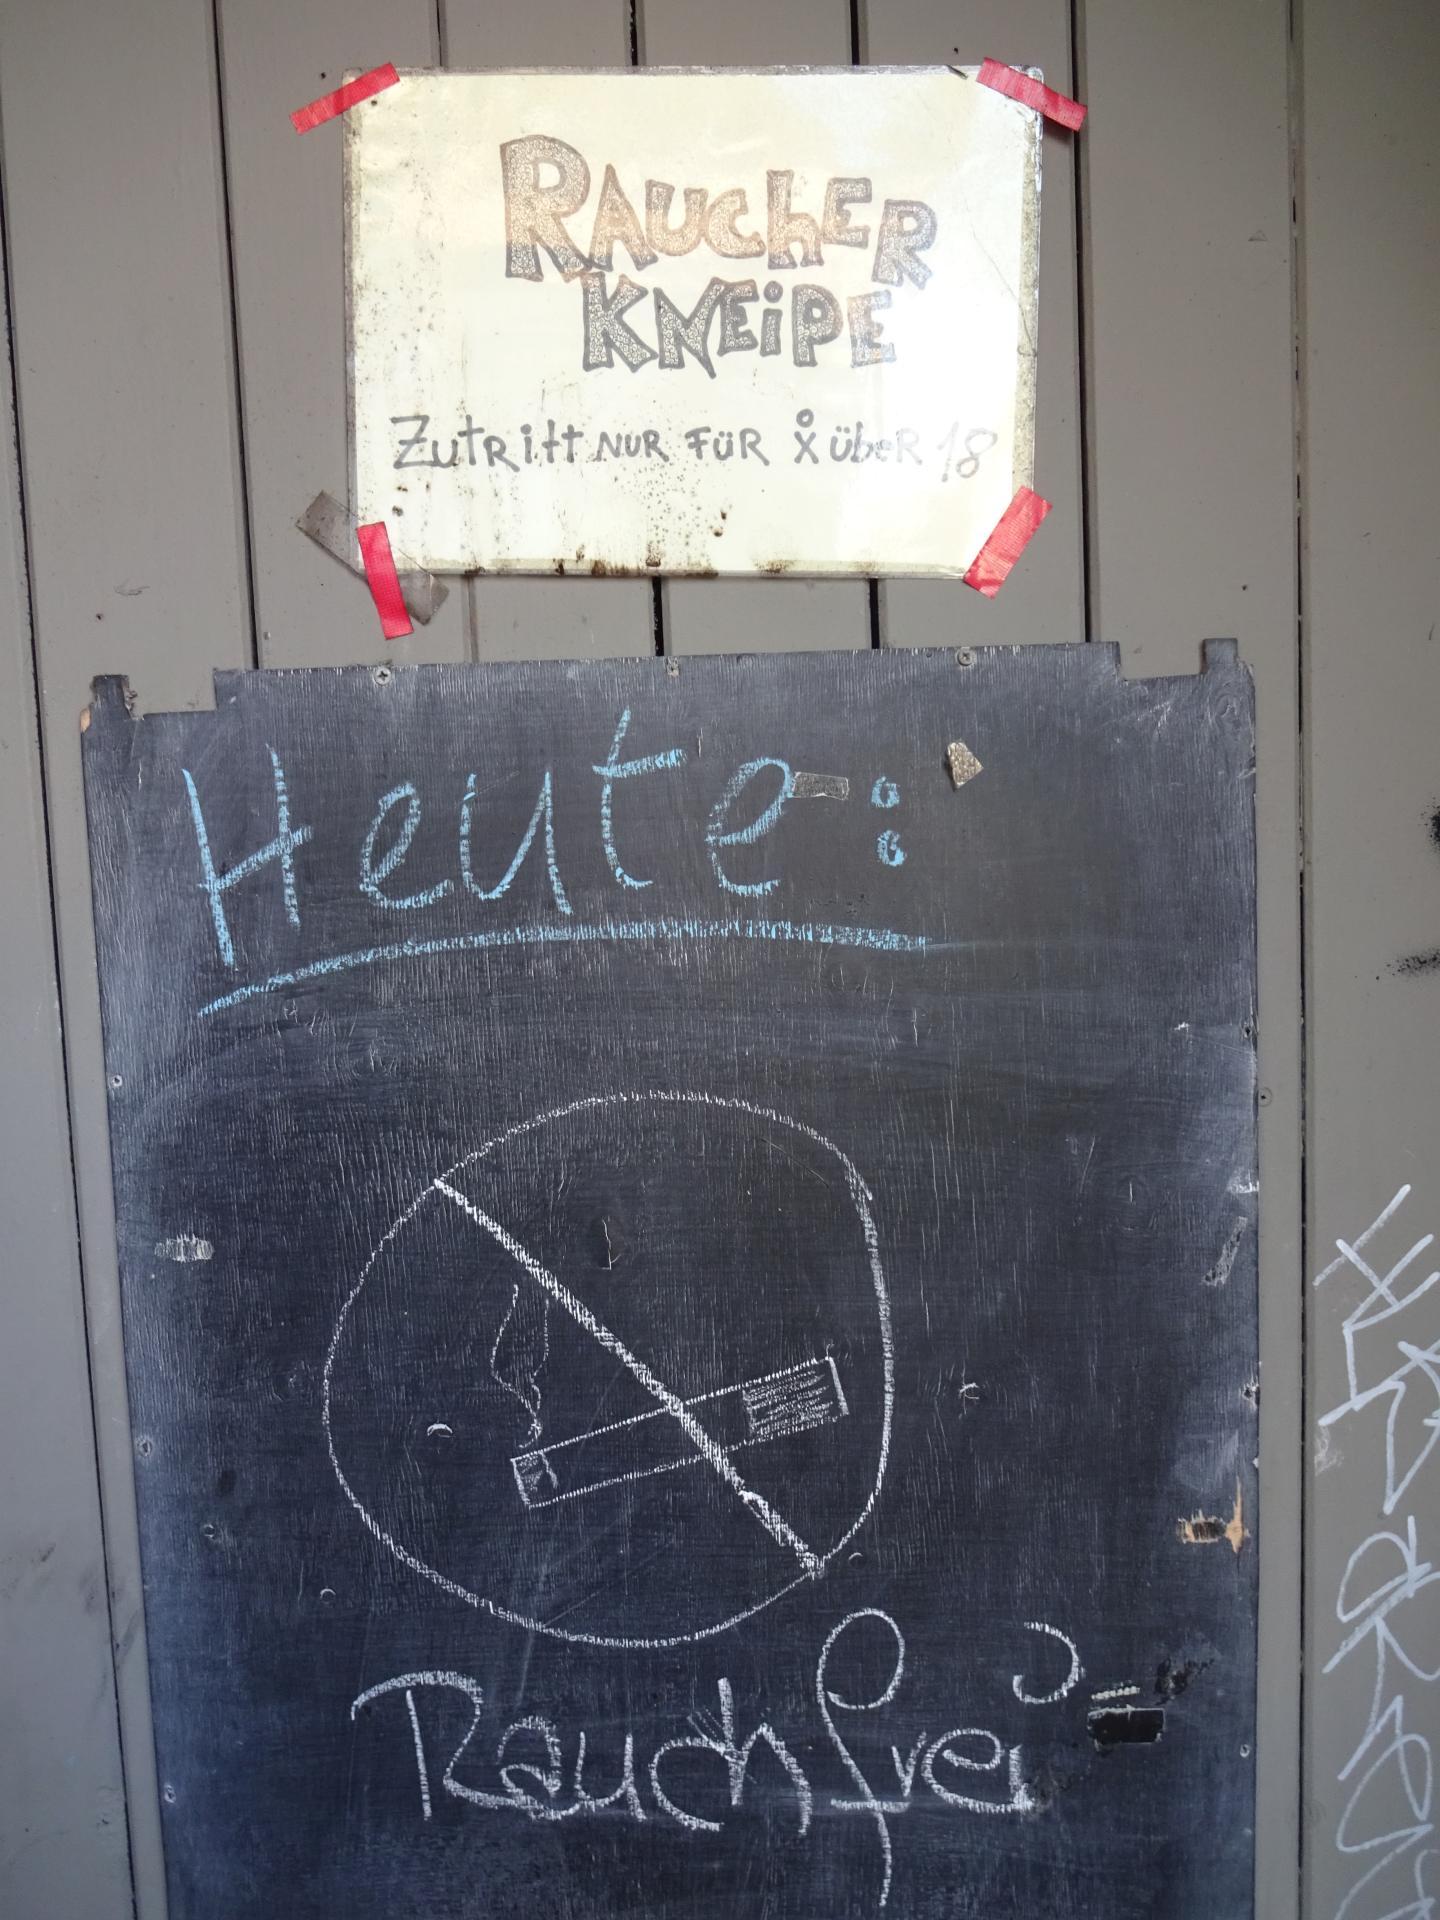 RAUCHER
KNEIPE
ZUTRITT NUR FÜR ÜBER 18
Heute:
Rauchfrei